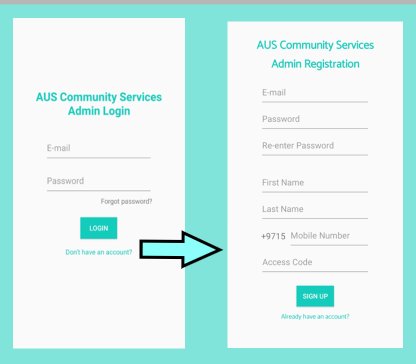 AUS Community Services
Admin Login
E-mail
Password
Forgot password?
LOGIN
Don't have an account?
AUS Community Services
Admin Registration
E-mail
Password
Re-enter Password
First Name
Last Name
+9715 Mobile Number
Access Code
SIGN UP
Already have an account?